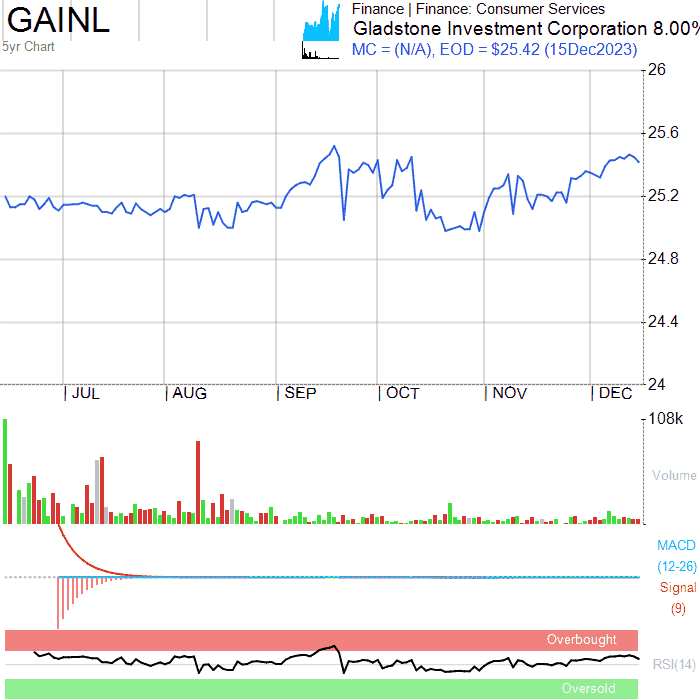 GAINL
Finance | Finance: Consumer Services
Gladstone Investment Corporation 8.00%
5yr Chart
MC = (N/A), EOD = $25.42 (15Dec2023)
26
25.6
25.2
24.8
24.4
24
JUL AUG SEP OCT NOV DEC
108k
Volume
MACD
(12-26)
Signal
(9)
Overbought
RSI(14)
Oversold